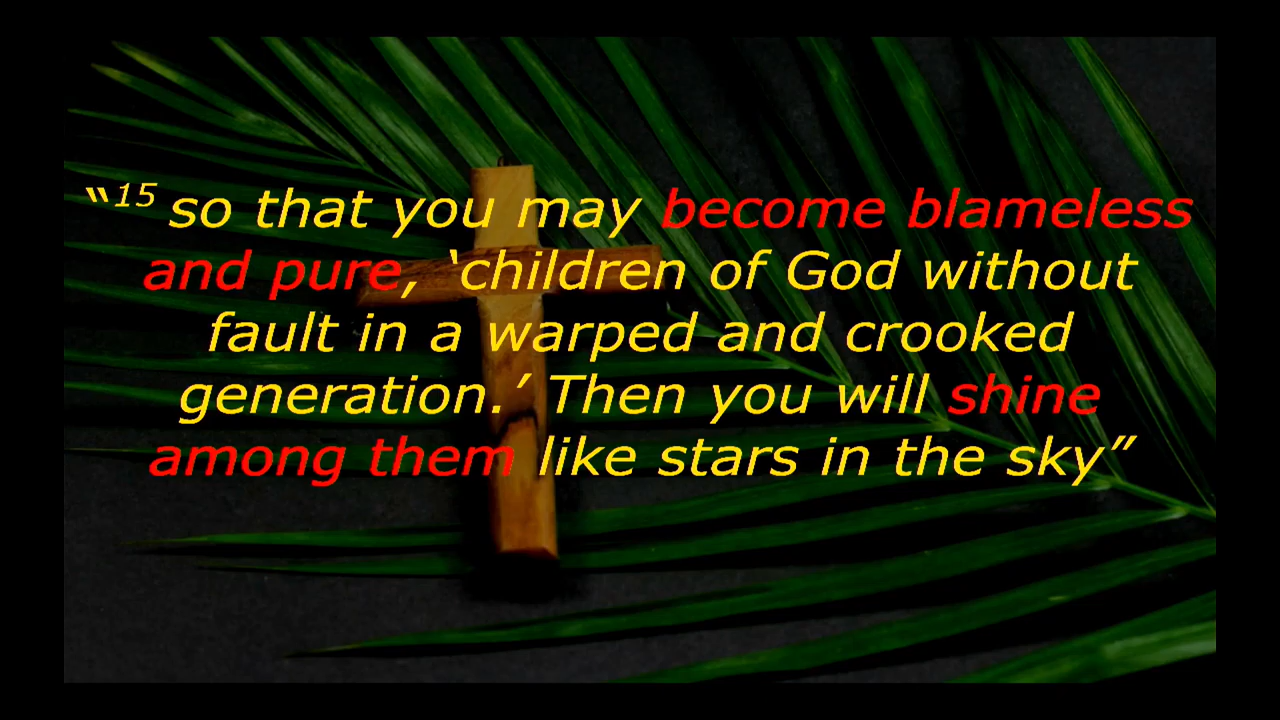 “15 so that you may become blameless
and pure, ‘children of God without
fault in a warped and crooked
generation.’ Then you will shine
among them like stars in the sky”